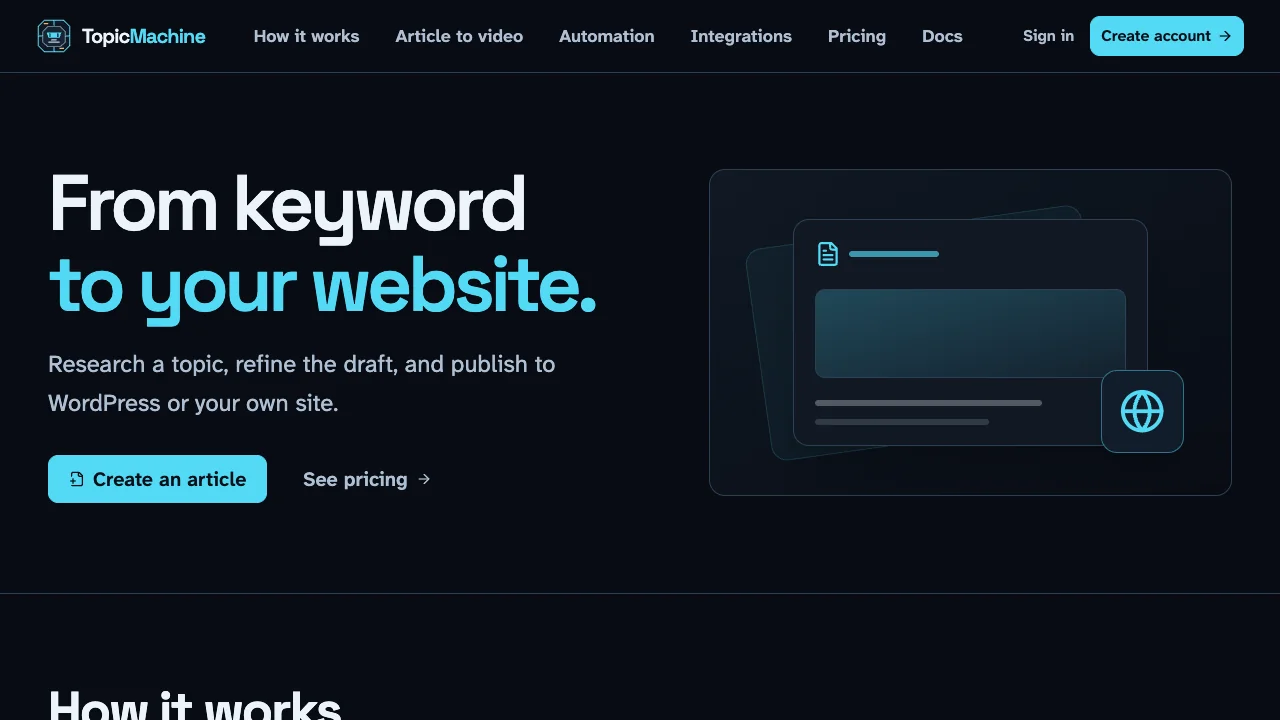 TopicMachine How it works Article to video Automation Integrations Pricing Docs Sign in Create account →
From keyword
to your website.
Research a topic, refine the draft, and publish to
WordPress or your own site.
Create an article See pricing →
How it works